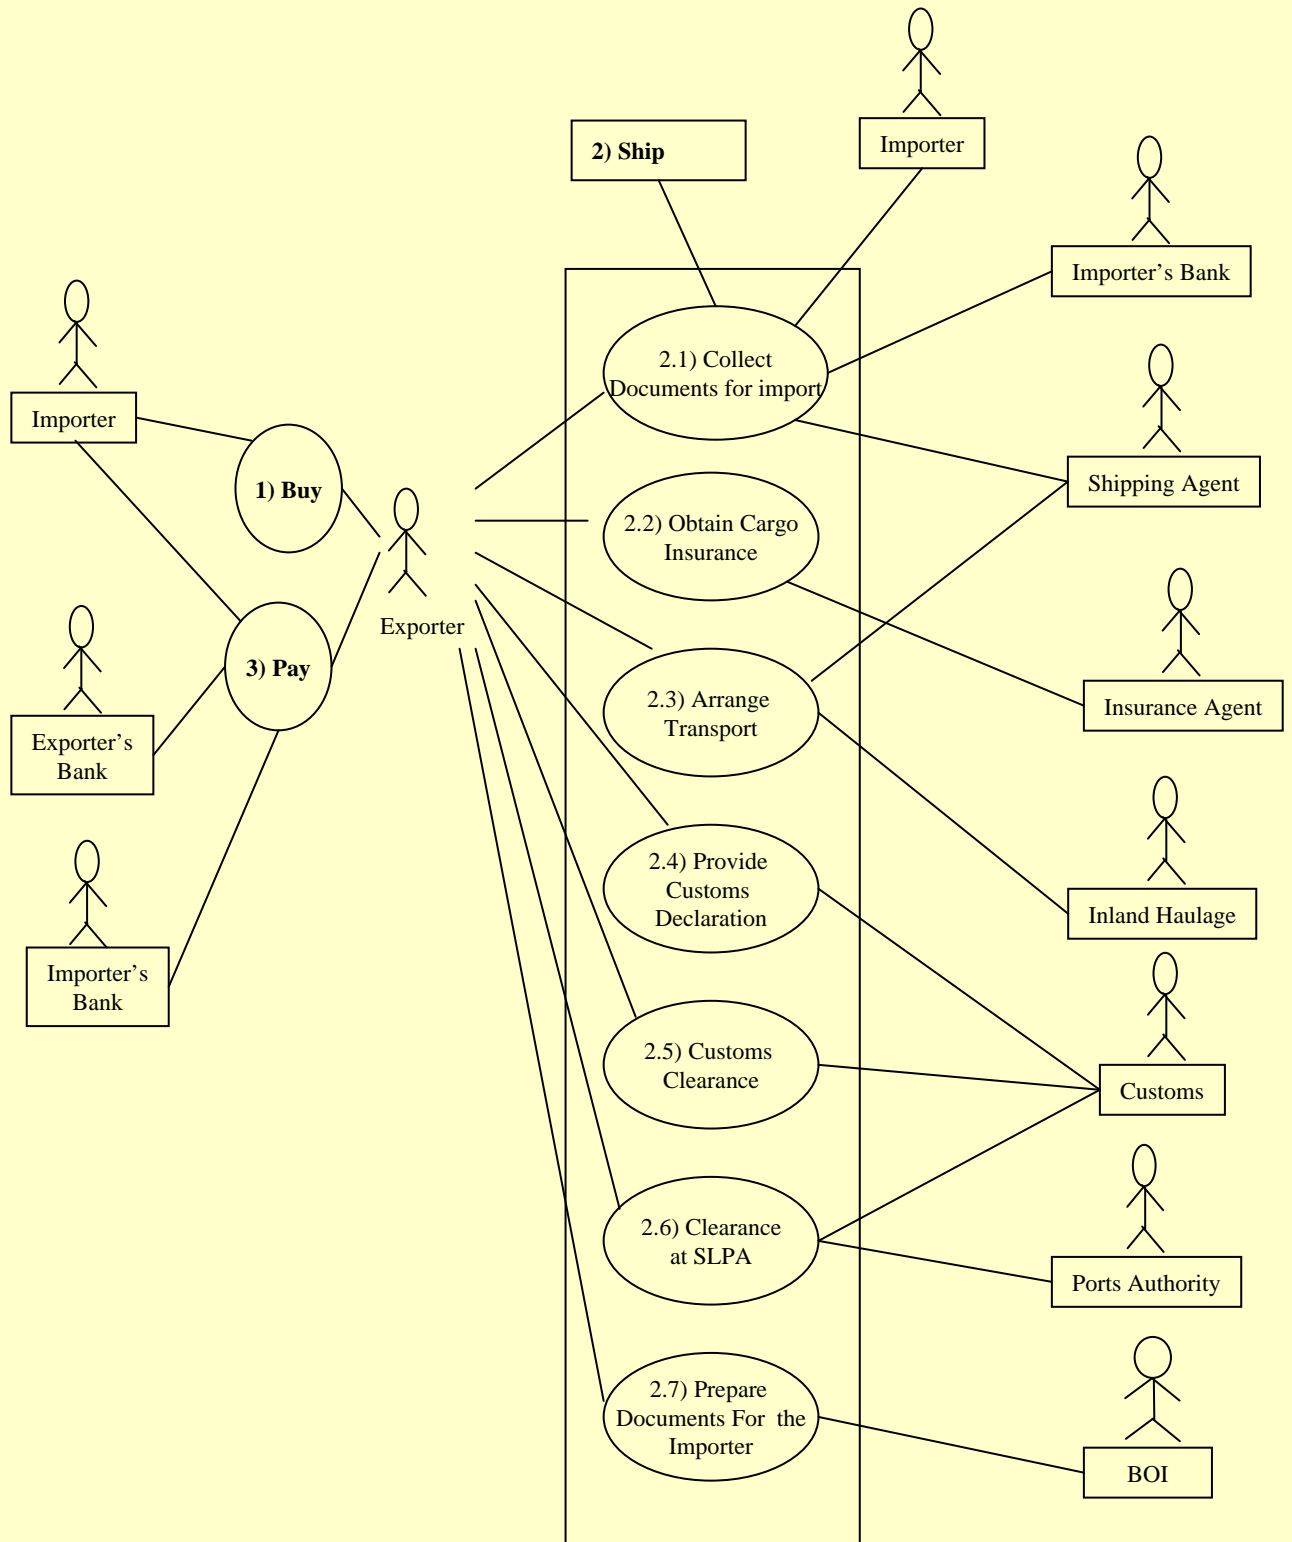 Importer
2) Ship
Importer’s Bank
2.1) Collect
Documents for import
Importer
Shipping Agent
1) Buy
2.2) Obtain Cargo
Insurance
Exporter
3) Pay
Insurance Agent
2.3) Arrange
Transport
Exporter’s
Bank
2.4) Provide
Customs
Declaration
Inland Haulage
Importer’s
Bank
2.5) Customs
Clearance
Customs
2.6) Clearance
at SLPA
Ports Authority
2.7) Prepare
Documents For the
Importer
BOI